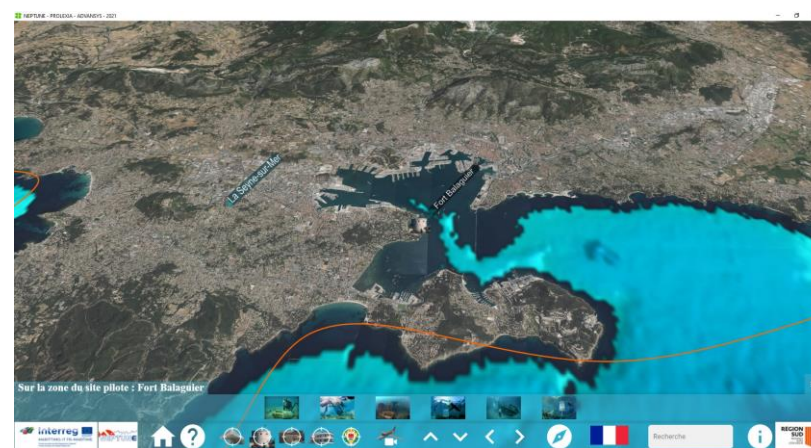 NEPTUNE - PROLEXIA - ADVANSYS - 2021
La Seyne-sur-Mer
Fort Balaguier
Sur la zone du site pilote : Fort Balaguier
Interreg
?
Recherche
i
REGION
SUD